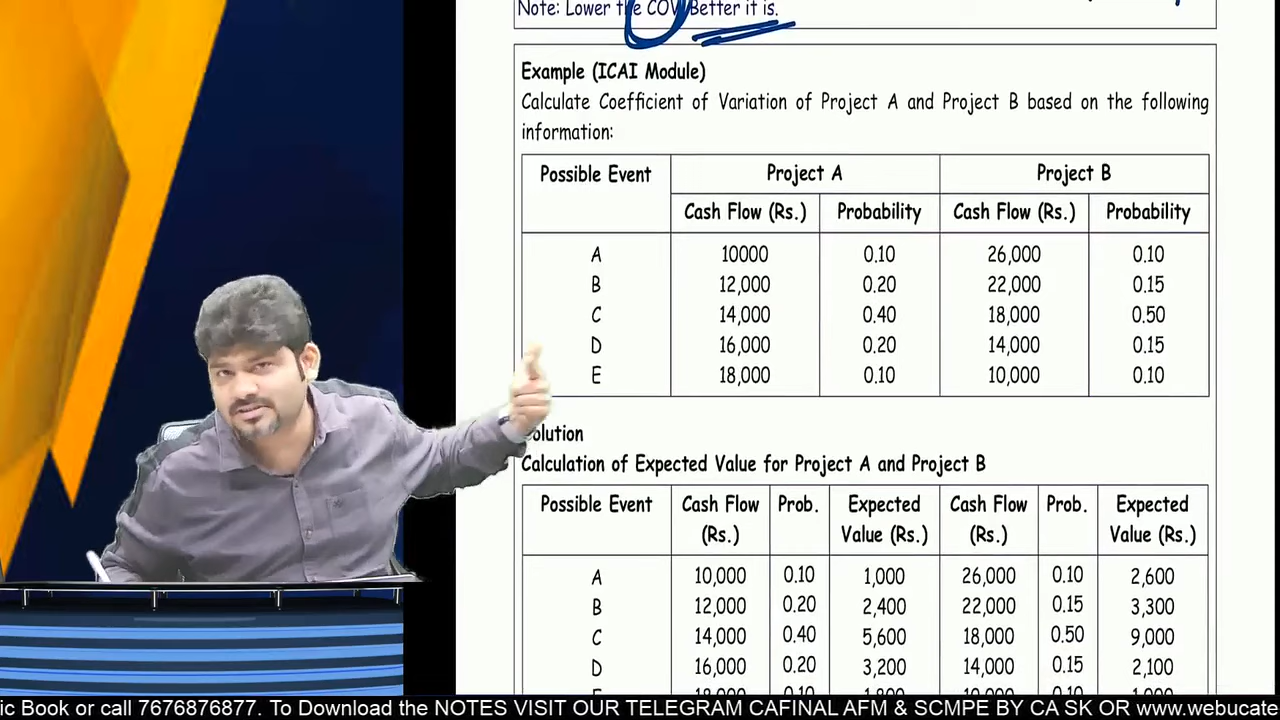 Note: Lower the COV Better it is.
Example (ICAI Module)
Calculate Coefficient of Variation of Project A and Project B based on the following
information:
Possible Event Project A Project B
Cash Flow (Rs.) Probability Cash Flow (Rs.) Probability
A 10000 0.10 26,000 0.10
B 12,000 0.20 22,000 0.15
C 14,000 0.40 18,000 0.50
D 16,000 0.20 14,000 0.15
E 18,000 0.10 10,000 0.10
olution
Calculation of Expected Value for Project A and Project B
Possible Event Cash Flow (Rs.) Prob. Expected Value (Rs.) Cash Flow (Rs.) Prob. Expected Value (Rs.)
A 10,000 0.10 1,000 26,000 0.10 2,600
B 12,000 0.20 2,400 22,000 0.15 3,300
C 14,000 0.40 5,600 18,000 0.50 9,000
D 16,000 0.20 3,200 14,000 0.15 2,100
ic Book or call 7676876877. To Download the NOTES VISIT OUR TELEGRAM CAFINAL AFM & SCMPE BY CA SK OR www.webucate